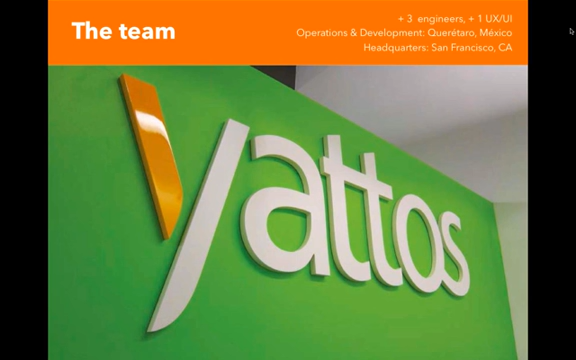 The team
+ 3 engineers, + 1 UX/UI
Operations & Development: Querétaro, México
Headquarters: San Francisco, CA
yattos